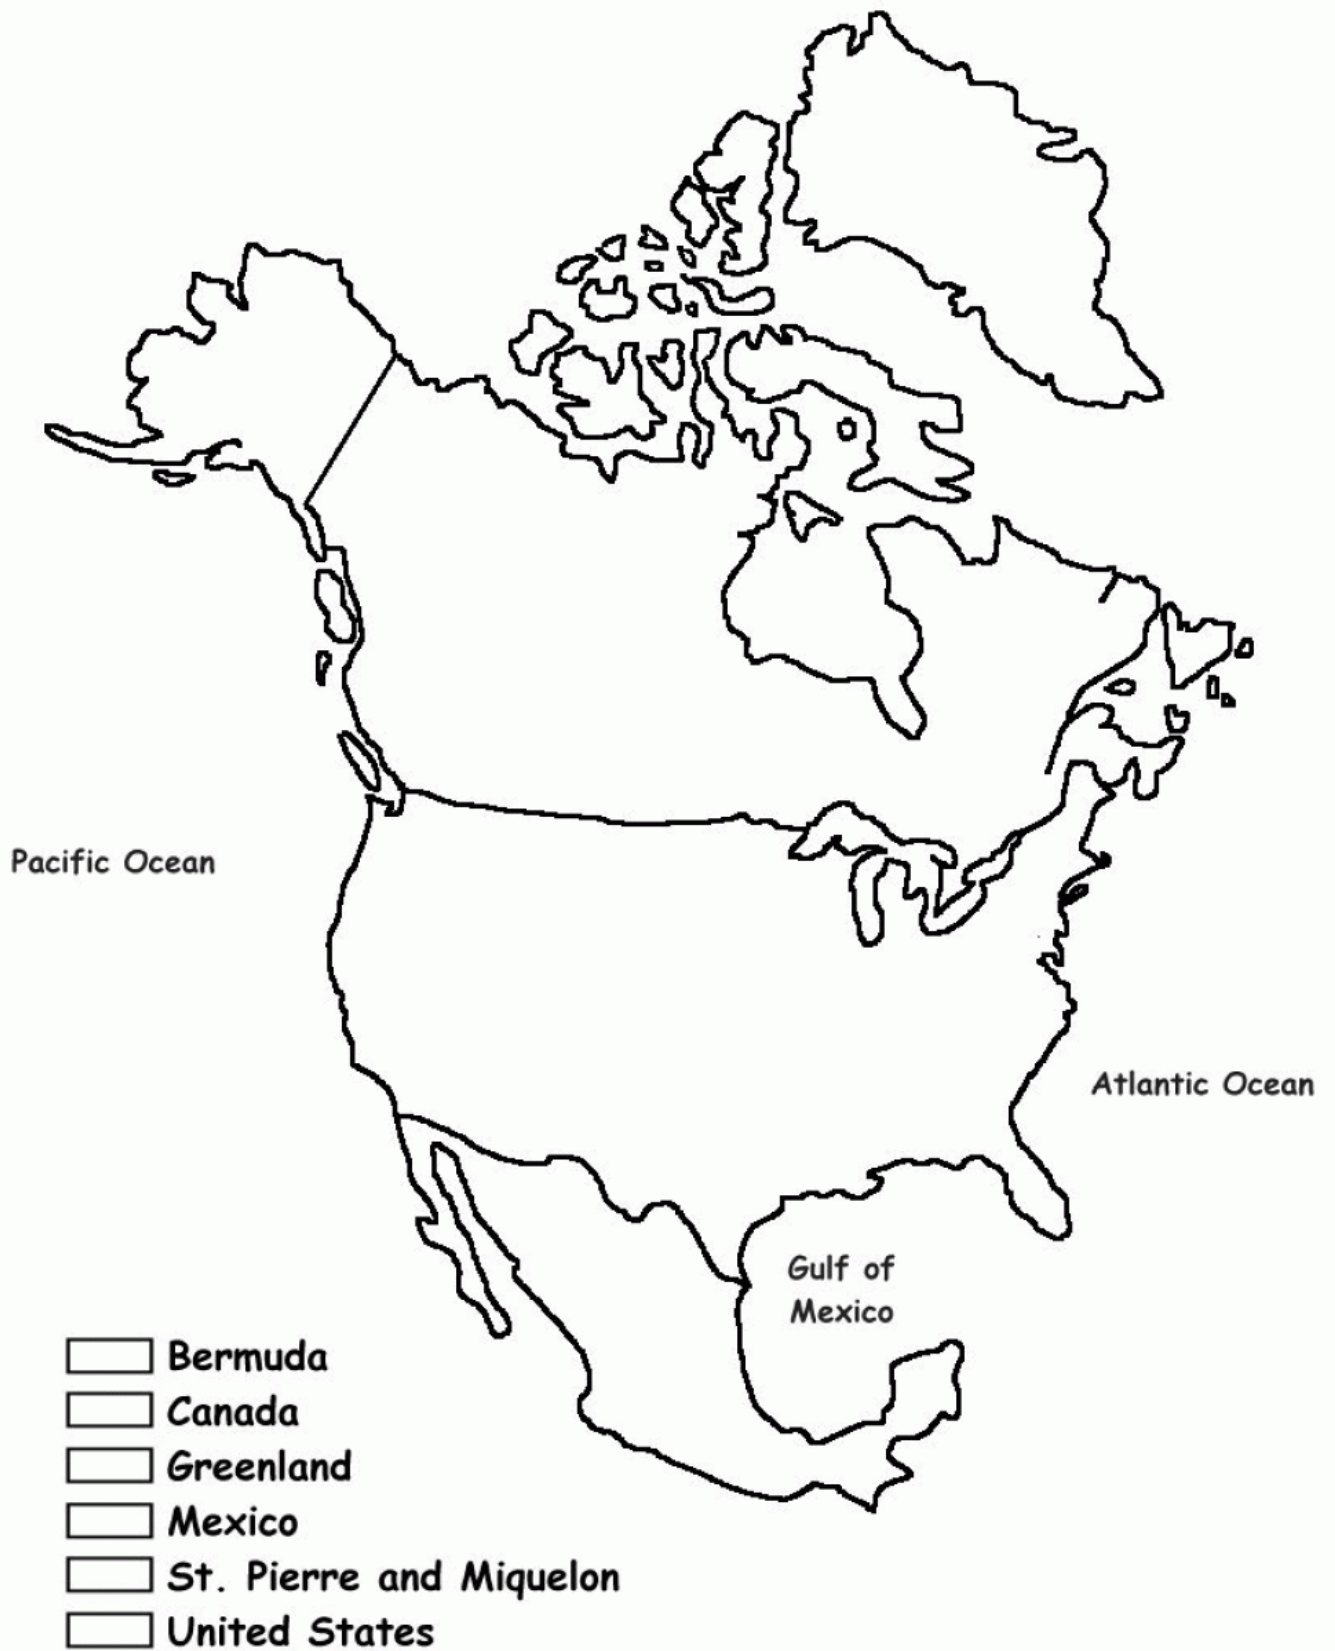 Pacific Ocean
Atlantic Ocean
Gulf of
Mexico
Bermuda
Canada
Greenland
Mexico
St. Pierre and Miquelon
United States